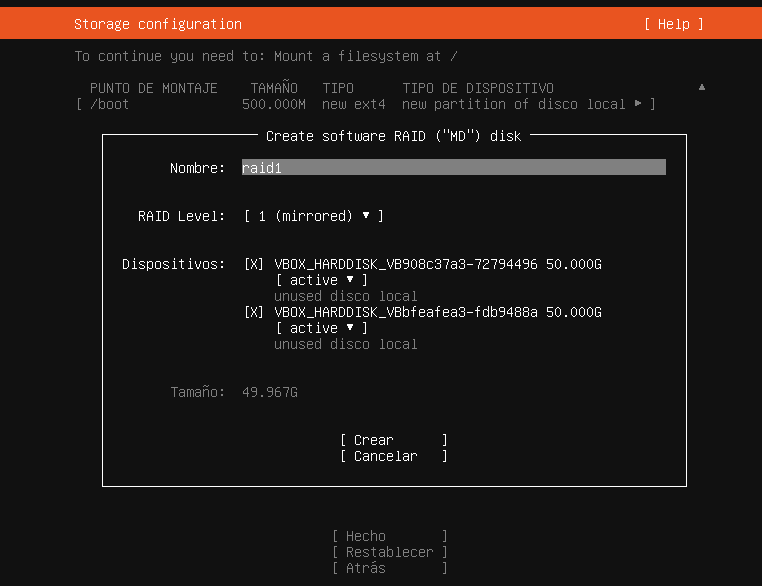 Storage configuration [ Help ]
To continue you need to: Mount a filesystem at /
PUNTO DE MONTAJE TAMAÑO TIPO TIPO DE DISPOSITIVO ▲
[ /boot 500.000M new ext4 new partition of disco local ▸ ]
Create software RAID ("MD") disk
Nombre: raid1
RAID Level: [ 1 (mirrored) ▾ ]
Dispositivos: [X] VBOX_HARDDISK_VB908c37a3-72794496 50.000G
[ active ▾ ]
unused disco local
[X] VBOX_HARDDISK_VBbfeafea3-fdb9488a 50.000G
[ active ▾ ]
unused disco local
Tamaño: 49.967G
[ Crear ]
[ Cancelar ]
[ Hecho ]
[ Restablecer ]
[ Atrás ]